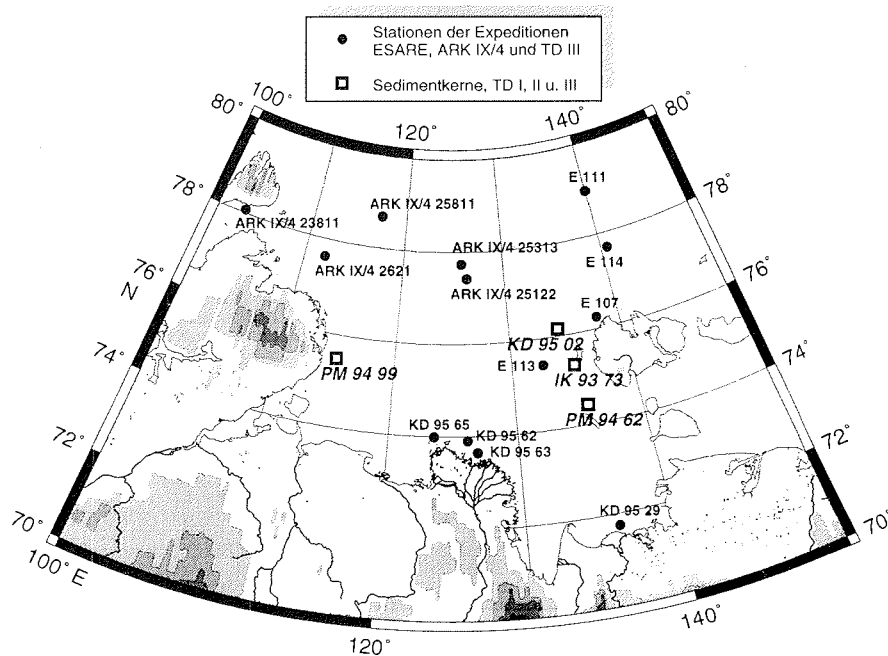 Stationen der Expeditionen
ESARE, ARK IX/4 und TD III
Sedimentkerne, TD I, II u. III
100°
120°
140°
80°
80°
78°
78°
76°
76°
N
74°
74°
72°
72°
70°
70°
100° E
120°
140°
E 111
ARK IX/4 25811
ARK IX/4 23811
ARK IX/4 25313
E 114
ARK IX/4 2621
ARK IX/4 25122
E 107
KD 95 02
E 113
IK 93 73
PM 94 99
PM 94 62
KD 95 65
KD 95 62
KD 95 63
KD 95 29